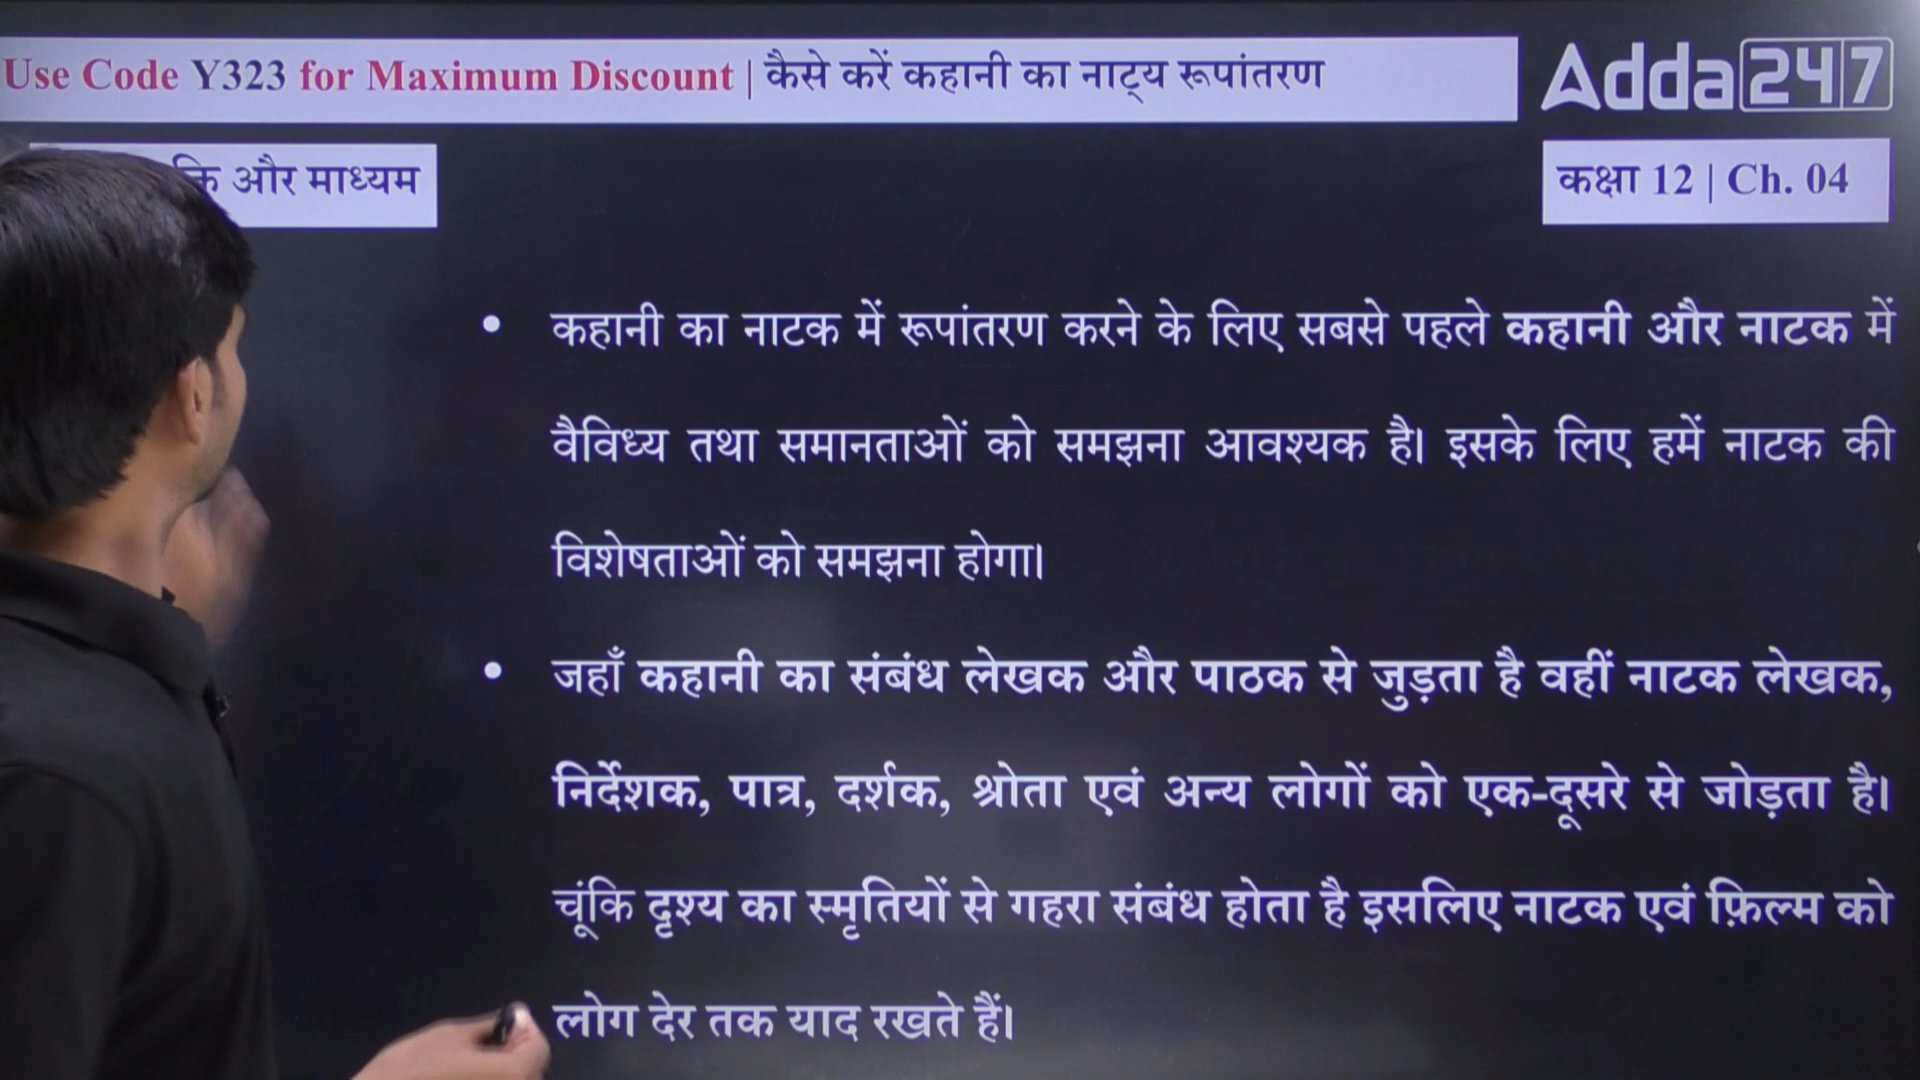 Use Code Y323 for Maximum Discount | कैसे करें कहानी का नाट्य रूपांतरण
Adda247
और माध्यम
कक्षा 12 | Ch. 04
• कहानी का नाटक में रूपांतरण करने के लिए सबसे पहले कहानी और नाटक में
वैविध्य तथा समानताओं को समझना आवश्यक है। इसके लिए हमें नाटक की
विशेषताओं को समझना होगा।
• जहाँ कहानी का संबंध लेखक और पाठक से जुड़ता है वहीं नाटक लेखक,
निर्देशक, पात्र, दर्शक, श्रोता एवं अन्य लोगों को एक-दूसरे से जोड़ता है।
चूंकि दृश्य का स्मृतियों से गहरा संबंध होता है इसलिए नाटक एवं फ़िल्म को
लोग देर तक याद रखते हैं।